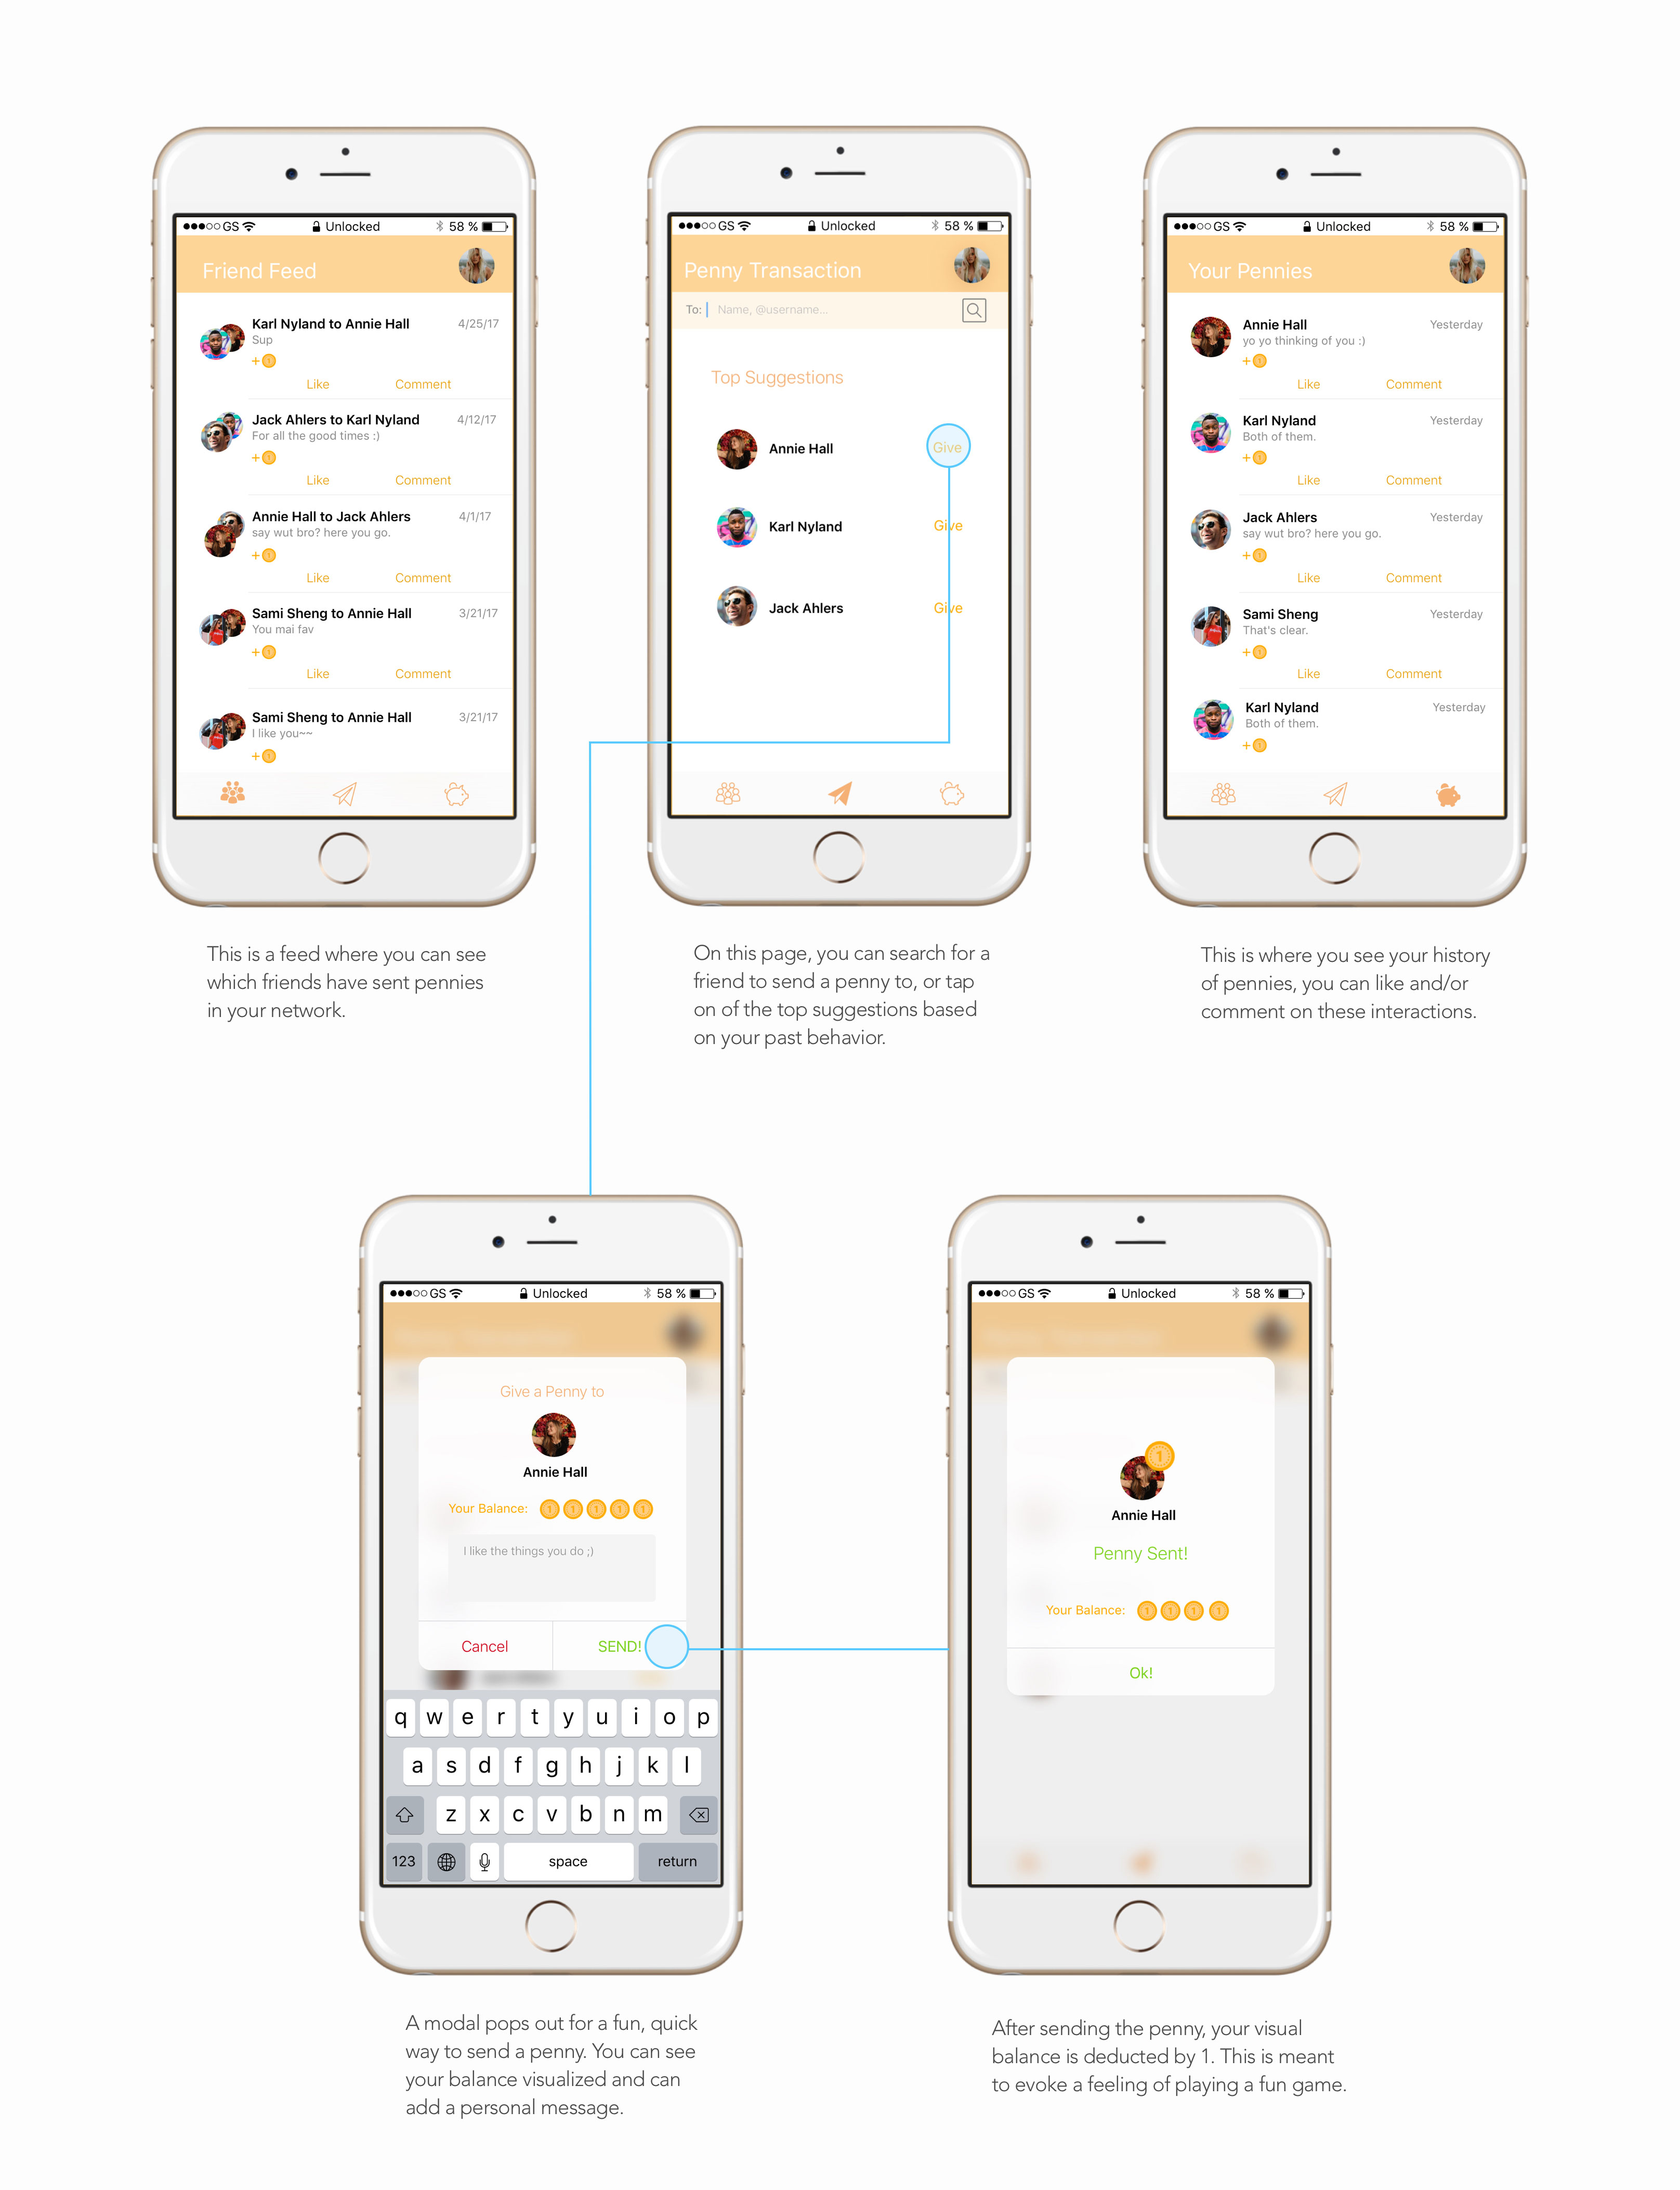 GS Unlocked 58 %
Friend Feed
Karl Nyland to Annie Hall 4/25/17
Sup
+ 1
Like Comment
Jack Ahlers to Karl Nyland 4/12/17
For all the good times :)
+ 1
Like Comment
Annie Hall to Jack Ahlers 4/1/17
say wut bro? here you go.
+ 1
Like Comment
Sami Sheng to Annie Hall 3/21/17
You mai fav
+ 1
Like Comment
Sami Sheng to Annie Hall 3/21/17
I like you~~
+ 1
This is a feed where you can see
which friends have sent pennies
in your network.
GS Unlocked 58 %
Penny Transaction
To: Name, @username...
Top Suggestions
Annie Hall Give
Karl Nyland Give
Jack Ahlers Give
On this page, you can search for a
friend to send a penny to, or tap
on of the top suggestions based
on your past behavior.
GS Unlocked 58 %
Your Pennies
Annie Hall Yesterday
yo yo thinking of you :)
+ 1
Like Comment
Karl Nyland Yesterday
Both of them.
+ 1
Like Comment
Jack Ahlers Yesterday
say wut bro? here you go.
+ 1
Like Comment
Sami Sheng Yesterday
That's clear.
+ 1
Like Comment
Karl Nyland Yesterday
Both of them.
+ 1
This is where you see your history
of pennies, you can like and/or
comment on these interactions.
GS Unlocked 58 %
Give a Penny to
Annie Hall
Your Balance: 1 1 1 1 1
I like the things you do ;)
Cancel SEND!
q w e r t y u i o p
a s d f g h j k l
z x c v b n m
123 space return
A modal pops out for a fun, quick
way to send a penny. You can see
your balance visualized and can
add a personal message.
GS Unlocked 58 %
1
Annie Hall
Penny Sent!
Your Balance: 1 1 1 1
Ok!
After sending the penny, your visual
balance is deducted by 1. This is meant
to evoke a feeling of playing a fun game.